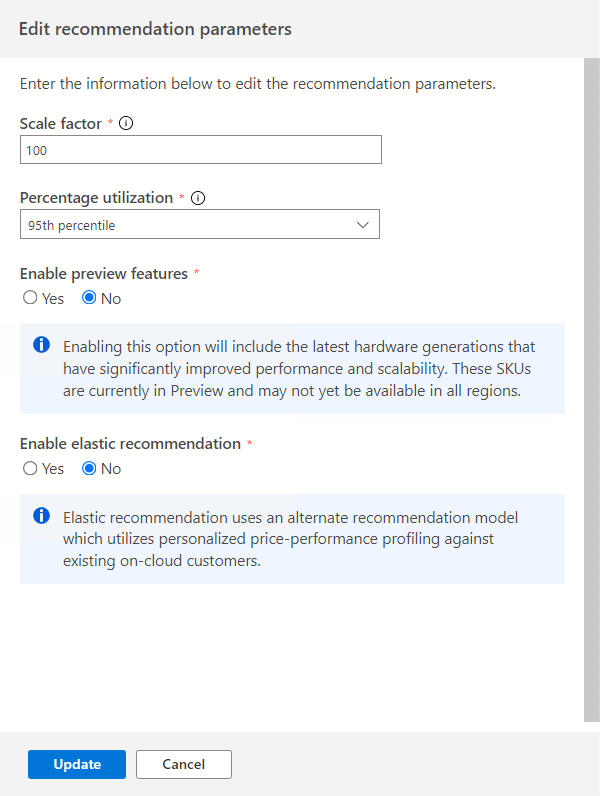 Edit recommendation parameters
Enter the information below to edit the recommendation parameters.
Scale factor *
100
Percentage utilization *
95th percentile
Enable preview features *
Yes No
Enabling this option will include the latest hardware generations that
have significantly improved performance and scalability. These SKUs
are currently in Preview and may not yet be available in all regions.
Enable elastic recommendation *
Yes No
Elastic recommendation uses an alternate recommendation model
which utilizes personalized price-performance profiling against
existing on-cloud customers.
Update Cancel